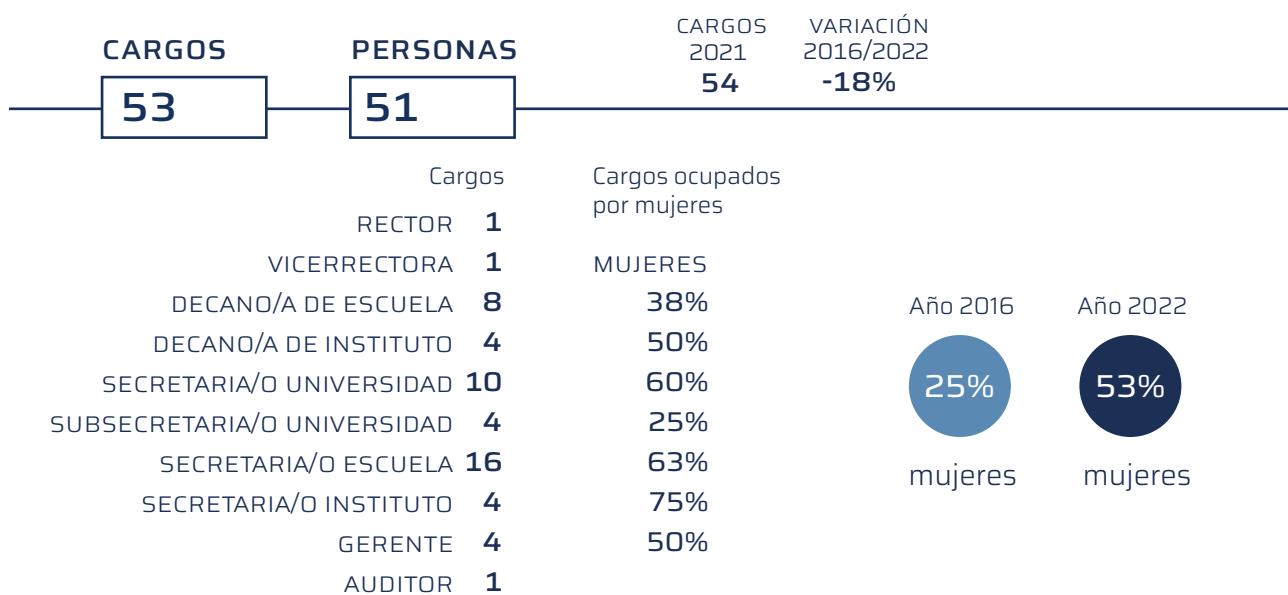 CARGOS
53
PERSONAS
51
CARGOS
2021
54
VARIACIÓN
2016/2022
-18%
Cargos
Cargos ocupados
por mujeres
RECTOR 1
VICERRECTORA 1 MUJERES
DECANO/A DE ESCUELA 8 38%
DECANO/A DE INSTITUTO 4 50%
SECRETARIA/O UNIVERSIDAD 10 60%
SUBSECRETARIA/O UNIVERSIDAD 4 25%
SECRETARIA/O ESCUELA 16 63%
SECRETARIA/O INSTITUTO 4 75%
GERENTE 4 50%
AUDITOR 1
Año 2016
25%
mujeres
Año 2022
53%
mujeres